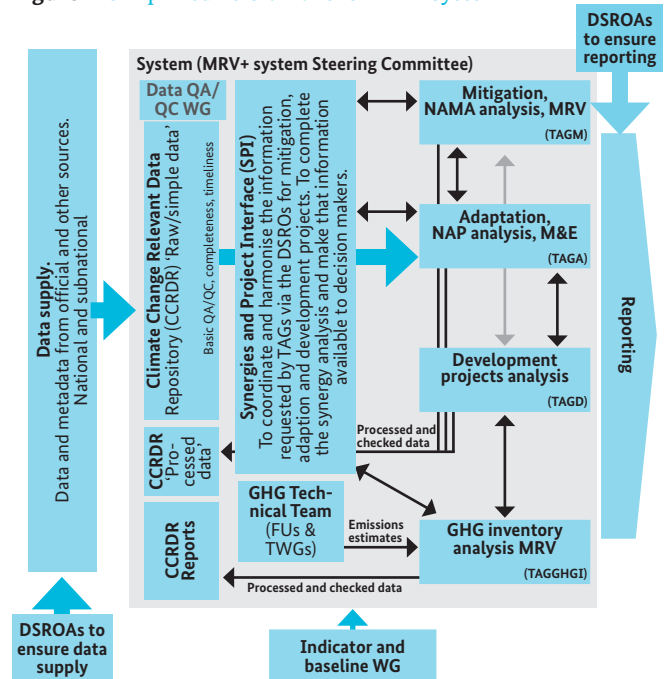 DSROAs
to ensure
reporting
System (MRV+ system Steering Committee)
Data QA/
QC WG
Mitigation,
NAMA analysis, MRV
(TAGM)
Data supply.
Data and metadata from official and other sources.
National and subnational
Climate Change Relevant Data
Repository (CCRDR) ‘Raw/simple data’
Basic QA/QC, completeness, timeliness
Synergies and Project Interface (SPI)
To coordinate and harmonise the information
requested by TAGs via the DSROs for mitigation,
adaption and development projects. To complete
the synergy analysis and make that information
available to decision makers.
Adaptation,
NAP analysis, M&E
(TAGA)
Reporting
Development
projects analysis
(TAGD)
Processed and
checked data
CCRDR
‘Pro-
cessed
data’
GHG Tech-
nical Team
(FUs &
TWGs)
Emissions
estimates
GHG inventory
analysis MRV
(TAGGHGI)
CCRDR
Reports
Processed and checked data
DSROAs to
ensure data
supply
Indicator and
baseline WG